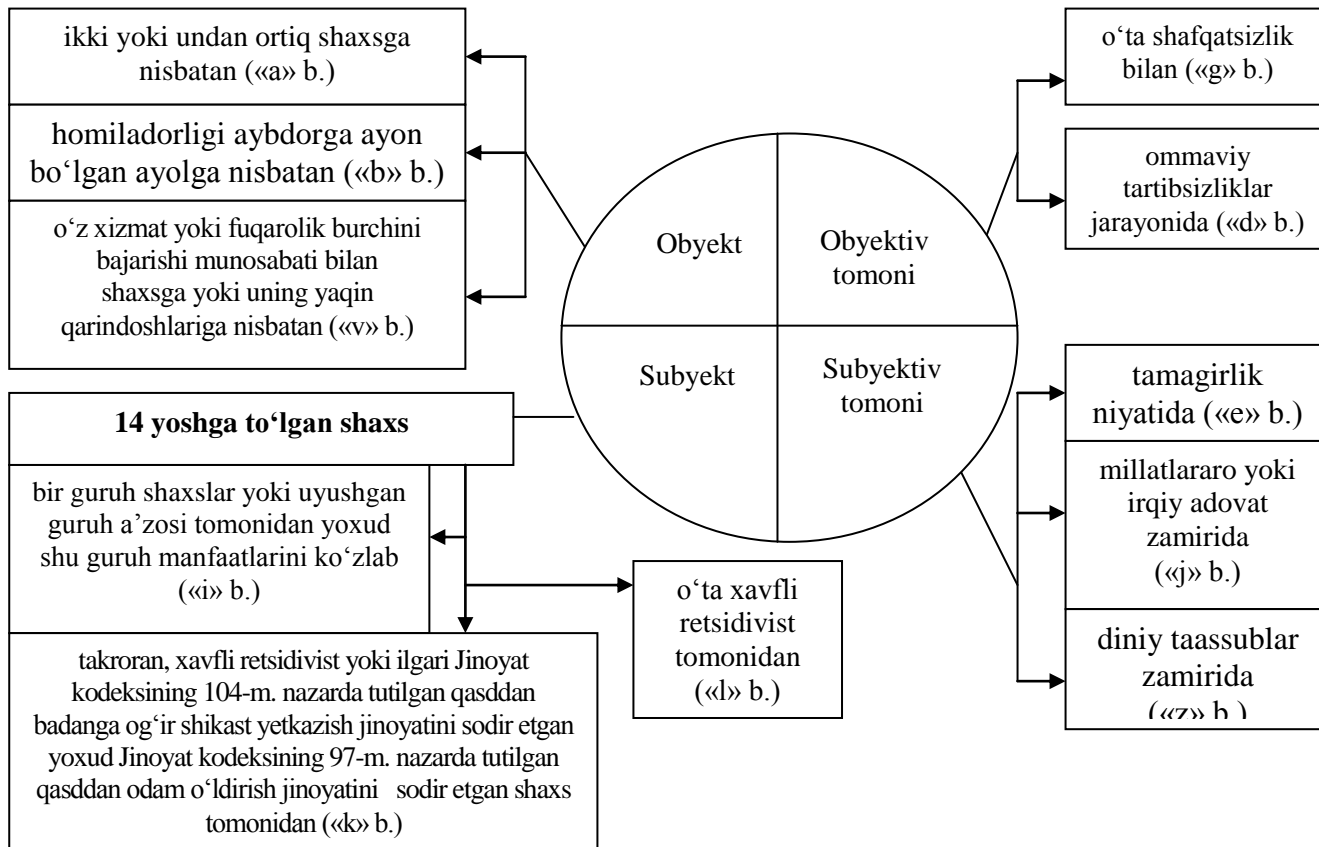 ikki yoki undan ortiq shaxsga
nisbatan («a» b.)
homiladorligi aybdorga ayon
bo‘lgan ayolga nisbatan («b» b.)
o‘z xizmat yoki fuqarolik burchini
bajarishi munosabati bilan
shaxsga yoki uning yaqin
qarindoshlariga nisbatan («v» b.)
Obyekt
Obyektiv
tomoni
Subyekt
Subyektiv
tomoni
o‘ta shafqatsizlik
bilan («g» b.)
ommaviy
tartibsizliklar
jarayonida («d» b.)
14 yoshga to‘lgan shaxs
bir guruh shaxslar yoki uyushgan
guruh a’zosi tomonidan yoxud
shu guruh manfaatlarini ko‘zlab
(«i» b.)
takroran, xavfli retsidivist yoki ilgari Jinoyat
kodeksining 104-m. nazarda tutilgan qasddan
badanga og‘ir shikast yetkazish jinoyatini sodir etgan
yoxud Jinoyat kodeksining 97-m. nazarda tutilgan
qasddan odam o‘ldirish jinoyatini sodir etgan shaxs
tomonidan («k» b.)
o‘ta xavfli
retsidivist
tomonidan
(«l» b.)
tamagirlik
niyatida («e» b.)
millatlararo yoki
irqiy adovat
zamirida
(«j» b.)
diniy taassublar
zamirida
(«z» b.)